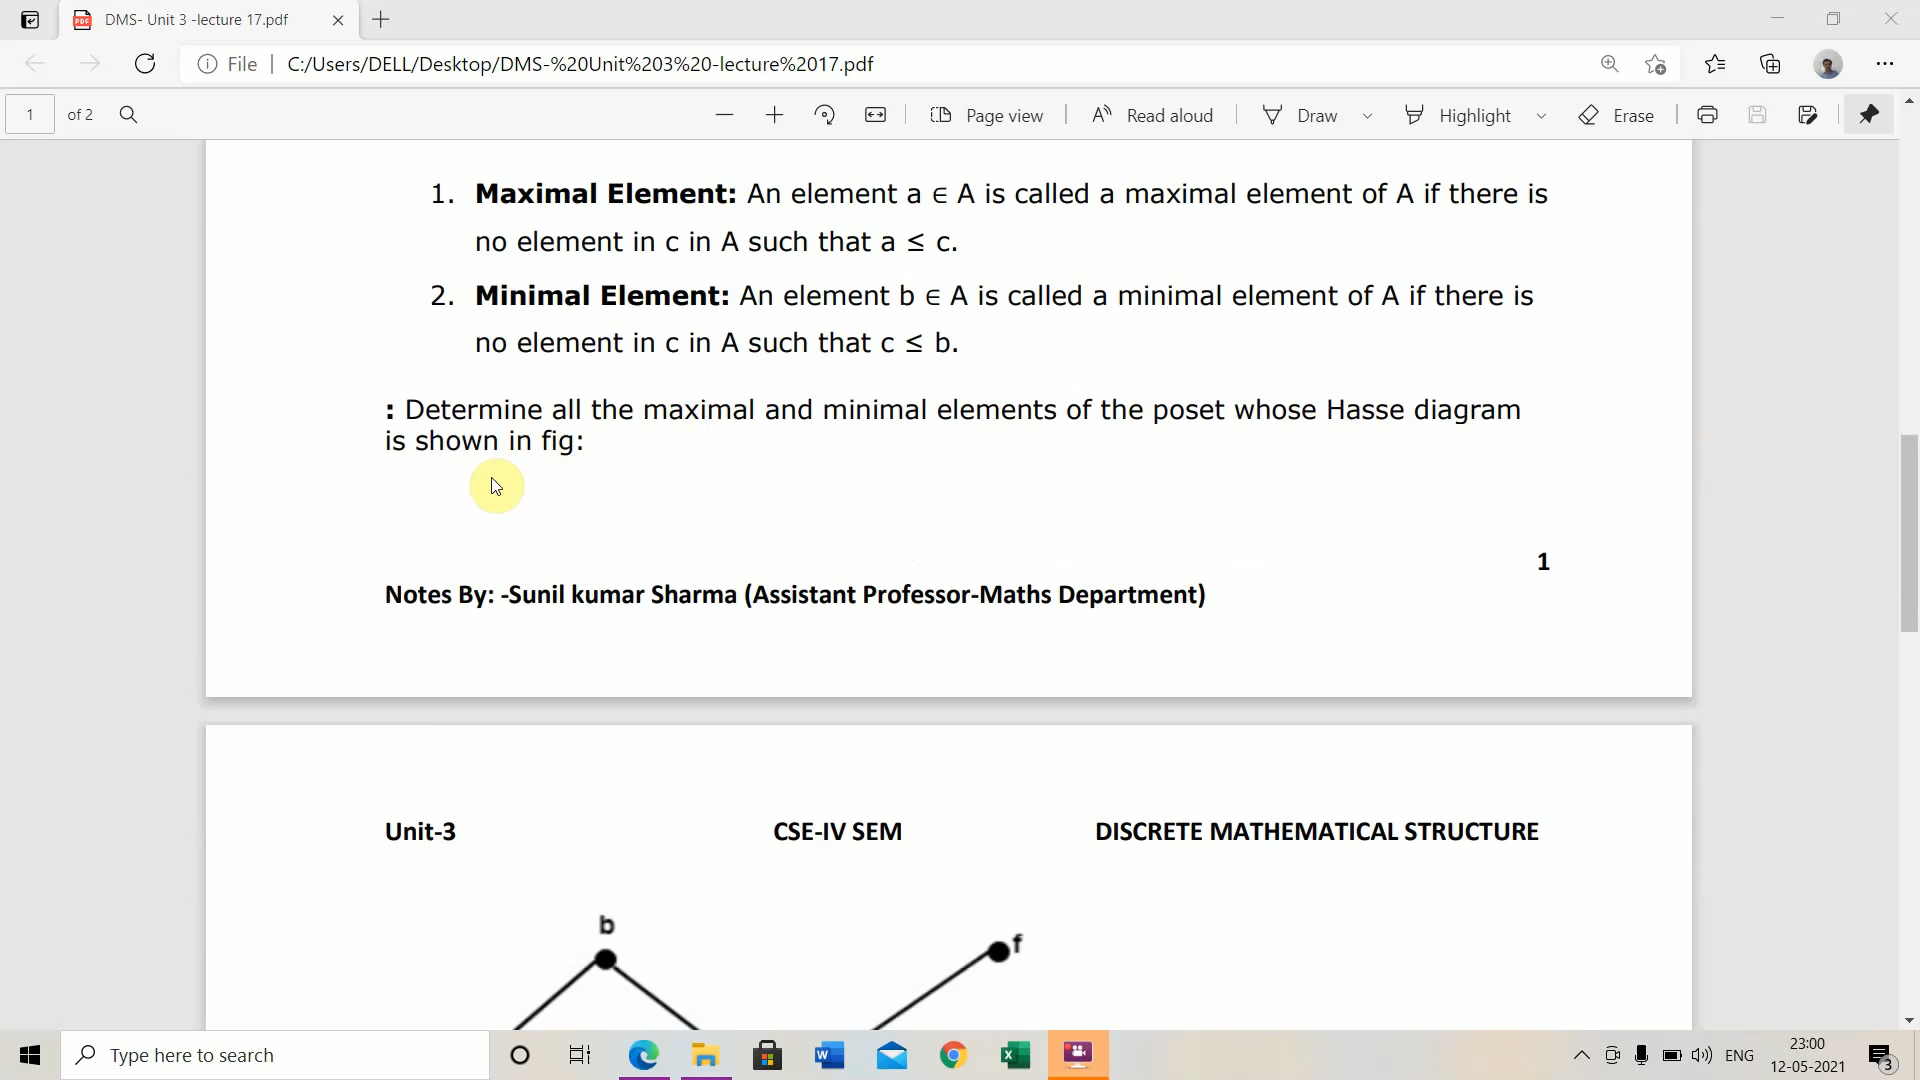 DMS- Unit 3 -lecture 17.pdf
File
C:/Users/DELL/Desktop/DMS-%20Unit%203%20-lecture%2017.pdf
1 of 2
Page view
Read aloud
Draw
Highlight
Erase
1. Maximal Element: An element a ∈ A is called a maximal element of A if there is
no element in c in A such that a ≤ c.
2. Minimal Element: An element b ∈ A is called a minimal element of A if there is
no element in c in A such that c ≤ b.
: Determine all the maximal and minimal elements of the poset whose Hasse diagram
is shown in fig:
1
Notes By: -Sunil kumar Sharma (Assistant Professor-Maths Department)
Unit-3 CSE-IV SEM DISCRETE MATHEMATICAL STRUCTURE
b
f
Type here to search
ENG
23:00
12-05-2021
3